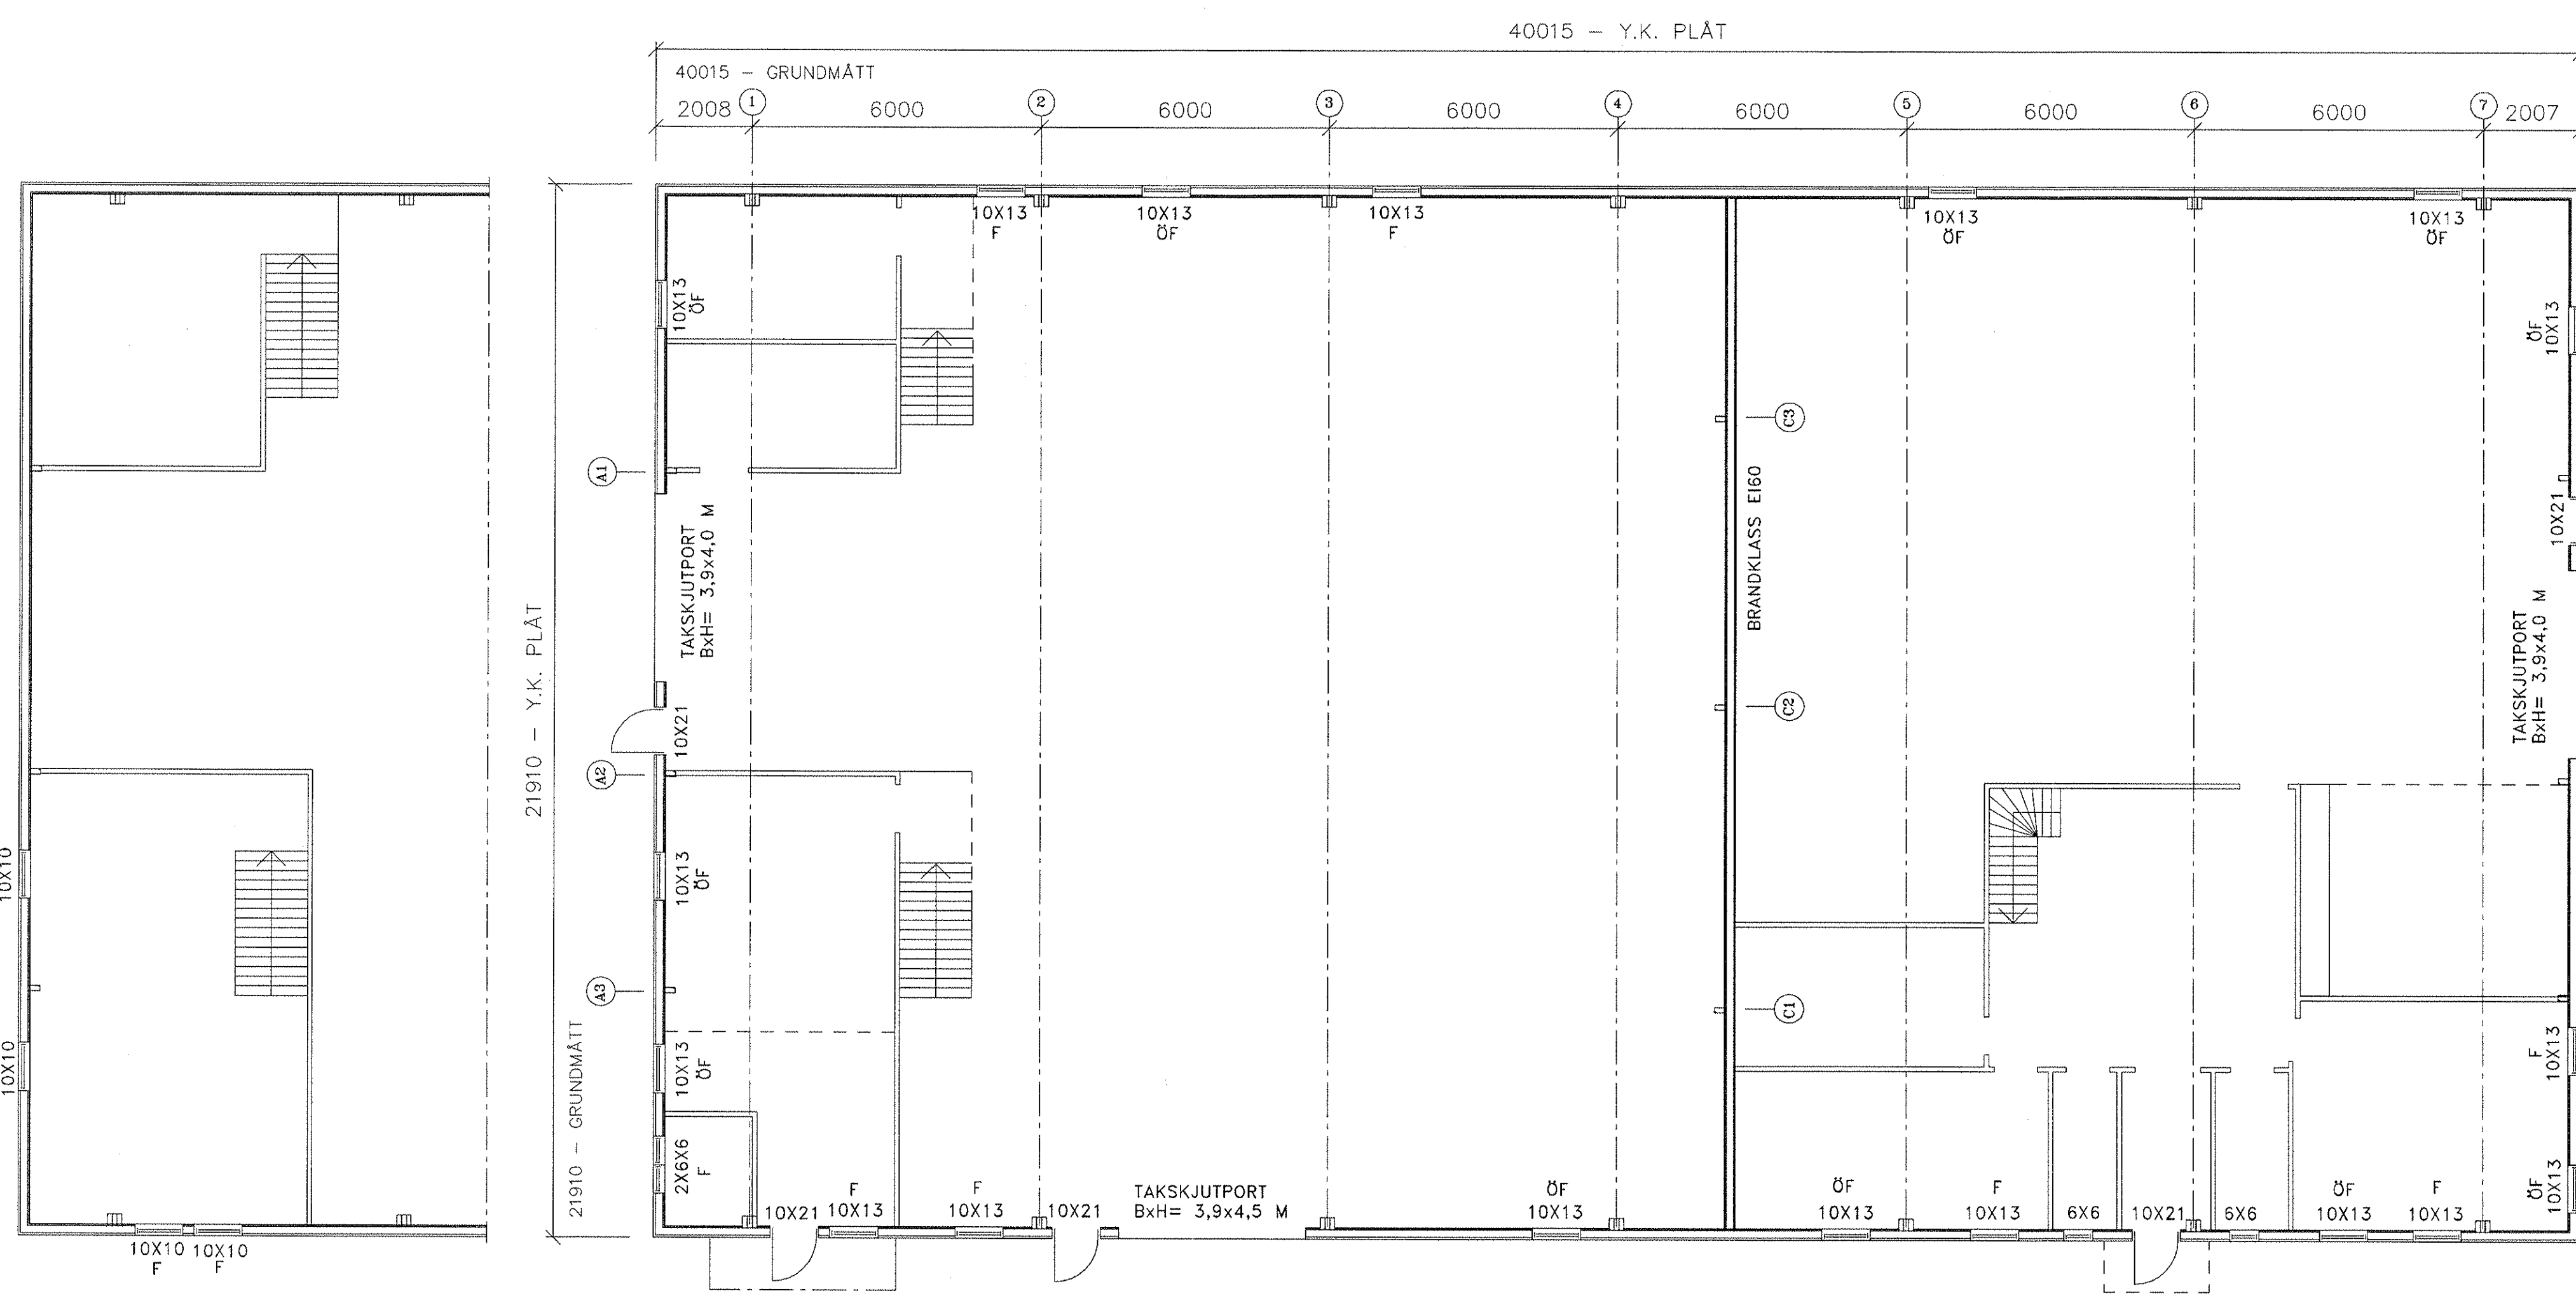 40015 - Y.K. PLÅT
40015 - GRUNDMÅTT
2008 1 6000 2 6000 3 6000 4 6000 5 6000 6 6000 7 2007
10X13
F
10X13
ÖF
10X13
F
10X13
ÖF
10X13
ÖF
10X13
ÖF
ÖF
10X13
A1
C3
TAKSKJUTPORT
BxH= 3,9x4,0 M
BRANDKLASS EI60
10X21
21910 - Y.K. PLÅT
TAKSKJUTPORT
BxH= 3,9x4,0 M
10X21
C2
A2
10X10
10X13
ÖF
A3
C1
10X10
21910 - GRUNDMÅTT
10X13
ÖF
F
10X13
2X6X6
F
ÖF
10X13
10X21
F
10X13
F
10X13
10X21
TAKSKJUTPORT
BxH= 3,9x4,5 M
ÖF
10X13
ÖF
10X13
F
10X13
6X6
10X21
6X6
ÖF
10X13
F
10X13
10X10 10X10
F F